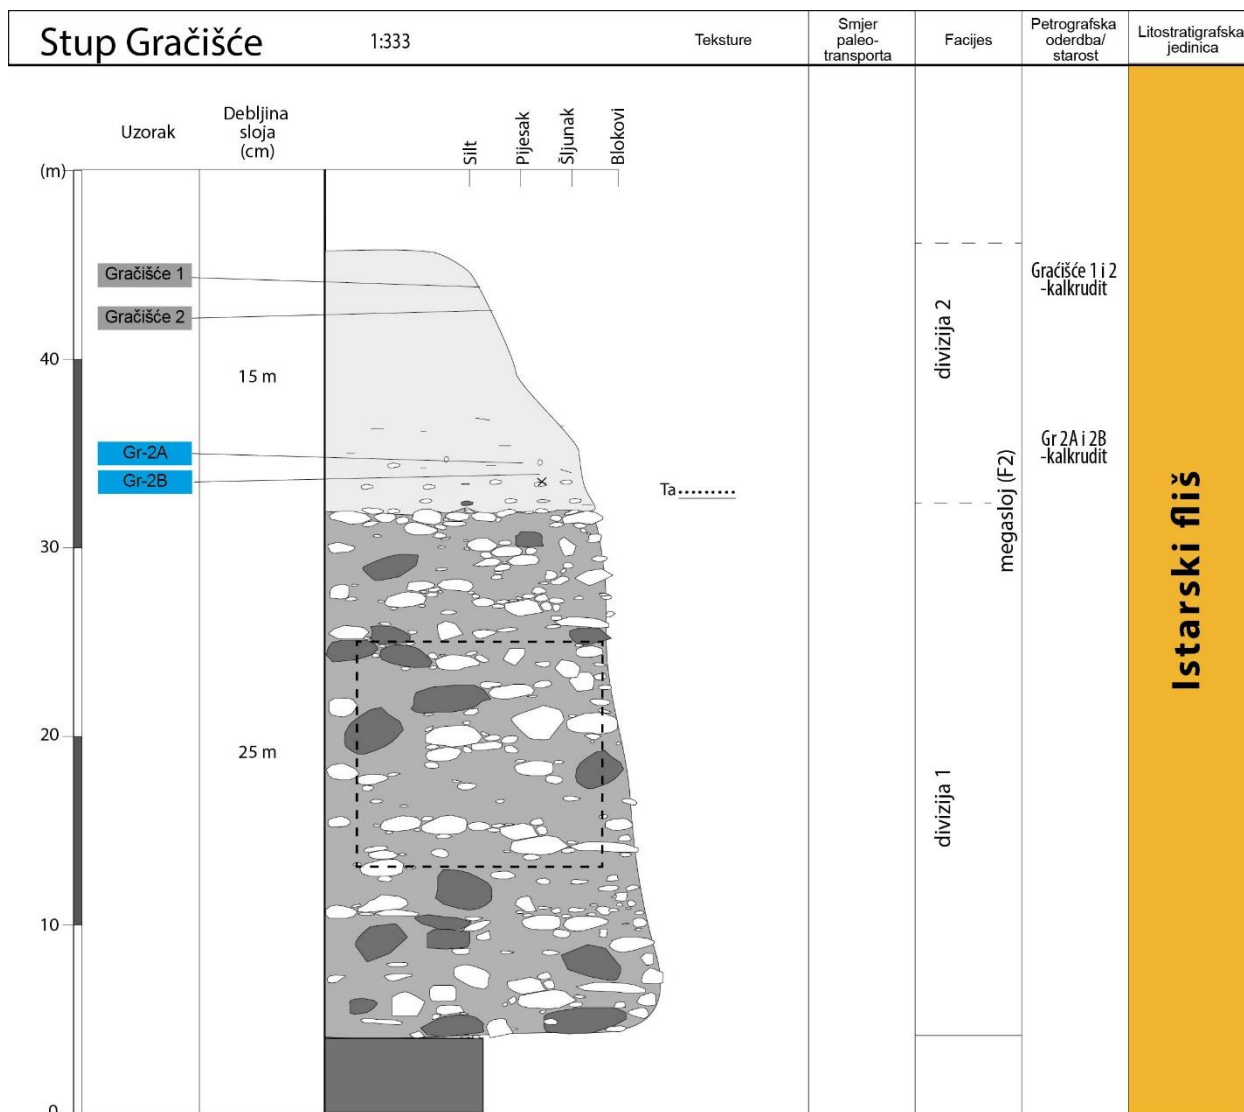 Stup Gračišće
1:333
Teksture
Smjer
paleo-
transporta
Facijes
Petrografska
oderdba/
starost
Litostratigrafska
jedinica
Uzorak
Debljina
sloja
(cm)
Silt
Pijesak
Šljunak
Blokovi
(m)
Gračišće 1
Gračišće 2
Graćišće 1 i 2
-kalkrudit
divizija 2
40
15 m
Gr-2A
Gr-2B
Gr 2A i 2B
-kalkrudit
Ta
megasloj (F2)
Istarski fliš
30
20
25 m
divizija 1
10
0